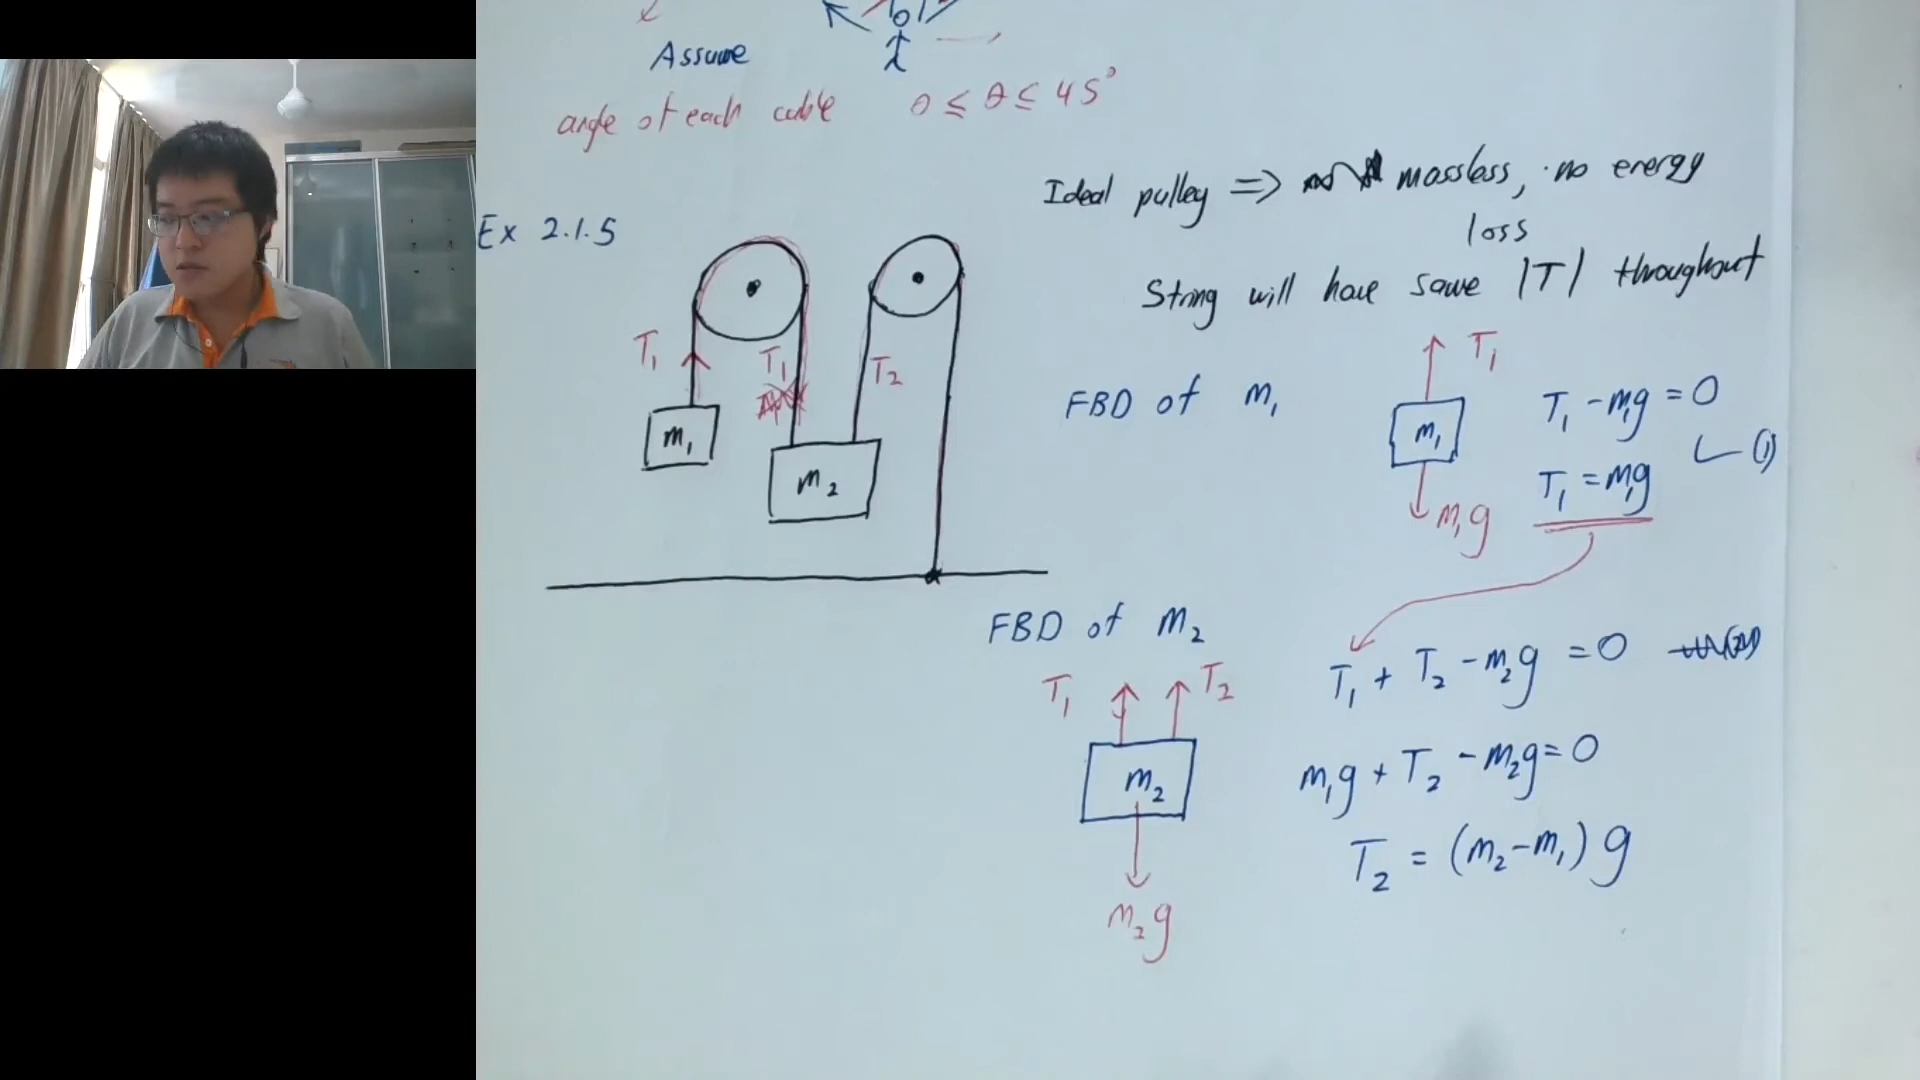 Assume
angle of each cable 0 ≤ θ ≤ 45°
Ideal pulley => massless, no energy
loss
String will have same |T| throughout
Ex 2.1.5
T₁
T₁
T₂
m₁
m₂
FBD of m₁
T₁
m₁
m₁g
T₁ - m₁g = 0
(1)
T₁ = m₁g
FBD of m₂
T₁
T₂
m₂
m₂g
T₁ + T₂ - m₂g = 0
m₁g + T₂ - m₂g = 0
T₂ = (m₂ - m₁) g